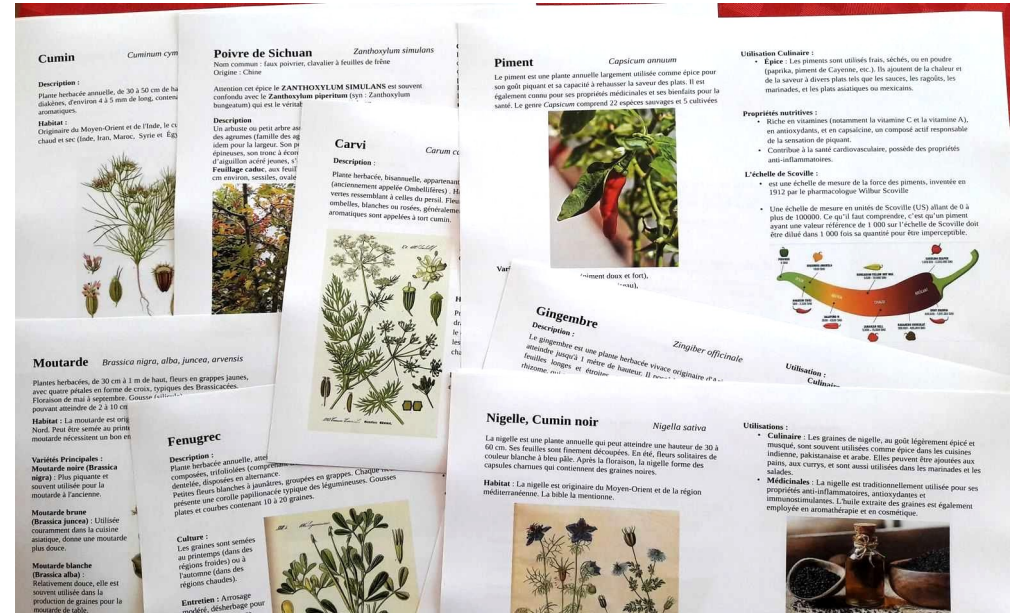 Cumin
Cuminum cym
Description :
Plante herbacée annuelle, de 30 à 50 cm de ha
diakènes, d'environ 4 à 5 mm de long, contena
aromatiques.
Habitat :
Originaire du Moyen-Orient et de l'Inde, le cu
chaud et sec (Inde, Iran, Maroc, Syrie et Égy
Poivre de Sichuan
Zanthoxylum simulans
Nom commun : faux poivrier, clavalier à feuilles de frêne
Origine : Chine
Attention cet épice le ZANTHOXYLUM SIMULANS est souvent
confondu avec le Zanthoxylum piperitum (syn : Zanthoxylum
bungeatum) qui est le vérita
Description
Un arbuste ou petit arbre as
des agrumes (famille des ag
idem pour la largeur. Son p
épineuses, son tronc à écor
d'aiguillon acéré jeunes, s'
Feuillage caduc, aux feuil
cm environ, sessiles, ovale
Carvi
Carum ca
Description :
Plante herbacée, bisannuelle, appartenant
(anciennement appelée Ombellifères) . Ha
vertes ressemblant à celles du persil. Fleu
ombelles, blanches ou rosées, généraleme
aromatiques sont appelées à tort cumin.
Piment
Capsicum annuum
Le piment est une plante annuelle largement utilisée comme épice pour
son goût piquant et sa capacité à rehausser la saveur des plats. Il est
également connu pour ses propriétés médicinales et ses bienfaits pour la
santé. Le genre Capsicum comprend 22 espèces sauvages et 5 cultivées
Var
piment doux et fort),
Utilisation Culinaire :
• Épice : Les piments sont utilisés frais, séchés, ou en poudre
(paprika, piment de Cayenne, etc.). Ils ajoutent de la chaleur et
de la saveur à divers plats tels que les sauces, les ragoûts, les
marinades, et les plats asiatiques ou mexicains.
Propriétés nutritives :
• Riche en vitamines (notamment la vitamine C et la vitamine A),
en antioxydants, et en capsaïcine, un composé actif responsable
de la sensation de piquant.
• Contribue à la santé cardiovasculaire, possède des propriétés
anti-inflammatoires.
L'échelle de Scoville :
• est une échelle de mesure de la force des piments, inventée en
1912 par le pharmacologue Wilbur Scoville
• Une échelle de mesure en unités de Scoville (US) allant de 0 à
plus de 100000. Ce qu'il faut comprendre, c'est qu'un piment
ayant une valeur référence de 1 000 sur l'échelle de Scoville doit
être dilué dans 1 000 fois sa quantité pour être imperceptible.
Gingembre
Zingiber officinale
Description :
Le gingembre est une plante herbacée vivace originaire d'A
atteindre jusqu'à 1 mètre de hauteur. Il
feuilles longes et étroites
rhizome, qui
Utilisation :
Culinair
Moutarde
Brassica nigra, alba, juncea, arvensis
Plantes herbacées, de 30 cm à 1 m de haut, fleurs en grappes jaunes,
avec quatre pétales en forme de croix, typiques des Brassicacées.
Floraison de mai à septembre. Gousse
pouvant atteindre de 2 à 10 cm
Habitat : La moutarde est orig
Nord. Peut être semée au print
moutarde nécessitent un bon en
Variétés Principales :
Moutarde noire (Brassica
nigra) : Plus piquante et
souvent utilisée pour la
moutarde à l'ancienne.
Moutarde brune
(Brassica juncea) : Utilisée
couramment dans la cuisine
asiatique, donne une moutarde
plus douce.
Moutarde blanche
(Brassica alba) :
Relativement douce, elle est
souvent utilisée dans la
production de graines pour la
moutarde de table.
Fenugrec
Description :
Plante herbacée annuelle, attei
composées, trifoliolées (comprenan
dentelée, disposées en alternance.
Petites fleurs blanches à jaunâtres, groupées en grappes. Chaque
présente une corolle papilionacée typique des légumineuses. Gousses
plates et courbes contenant 10 à 20 graines.
Culture :
Les graines sont semées
au printemps (dans des
régions froides) ou à
l'automne (dans des
régions chaudes).
Entretien : Arrosage
modéré, désherbage pour
Nigelle, Cumin noir
Nigella sativa
La nigelle est une plante annuelle qui peut atteindre une hauteur de 30 à
60 cm. Ses feuilles sont finement découpées. En été, fleurs solitaires de
couleur blanche à bleu pâle. Après la floraison, la nigelle forme des
capsules charnues qui contiennent des graines noires.
Habitat : La nigelle est originaire du Moyen-Orient et de la région
méditerranéenne. La bible la mentionne.
Utilisations :
• Culinaire : Les graines de nigelle, au goût légèrement épicé et
musqué, sont souvent utilisées comme épice dans les cuisines
indienne, pakistanaise et arabe. Elles peuvent être ajoutées aux
pains, aux currys, et sont aussi utilisées dans les marinades et les
salades.
• Médicinales : La nigelle est traditionnellement utilisée pour ses
propriétés anti-inflammatoires, antioxydantes et
immunostimulantes. L'huile extraite des graines est également
employée en aromathérapie et en cosmétique.